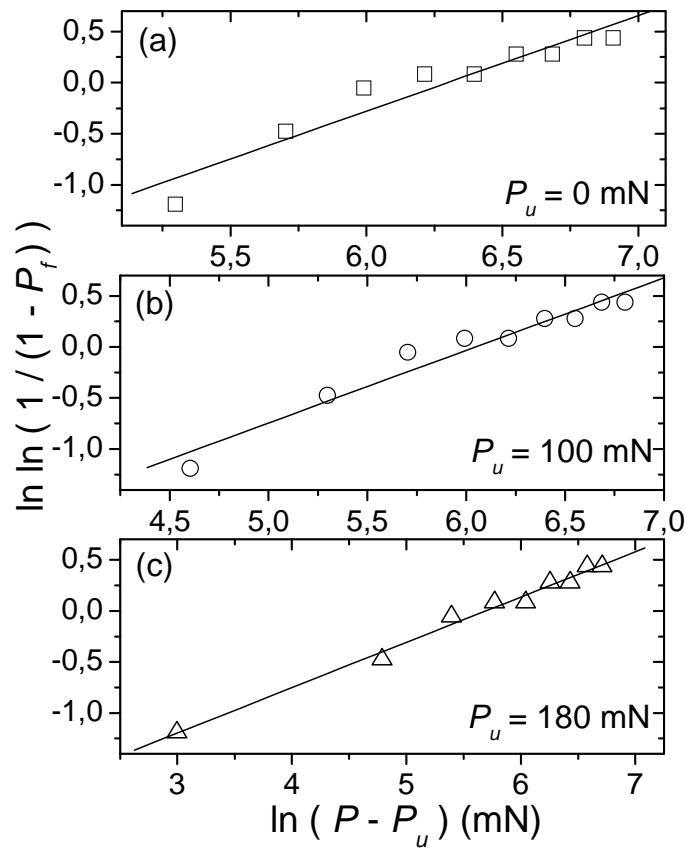 (a)
0,5
0,0
-0,5
-1,0
P_u = 0 mN
5,5 6,0 6,5 7,0
(b)
0,5
0,0
-0,5
-1,0
P_u = 100 mN
4,5 5,0 5,5 6,0 6,5 7,0
(c)
0,5
0,0
-0,5
-1,0
P_u = 180 mN
3 4 5 6 7
ln ( P - P_u ) (mN)
ln ln ( 1 / (1 - P_f ) )